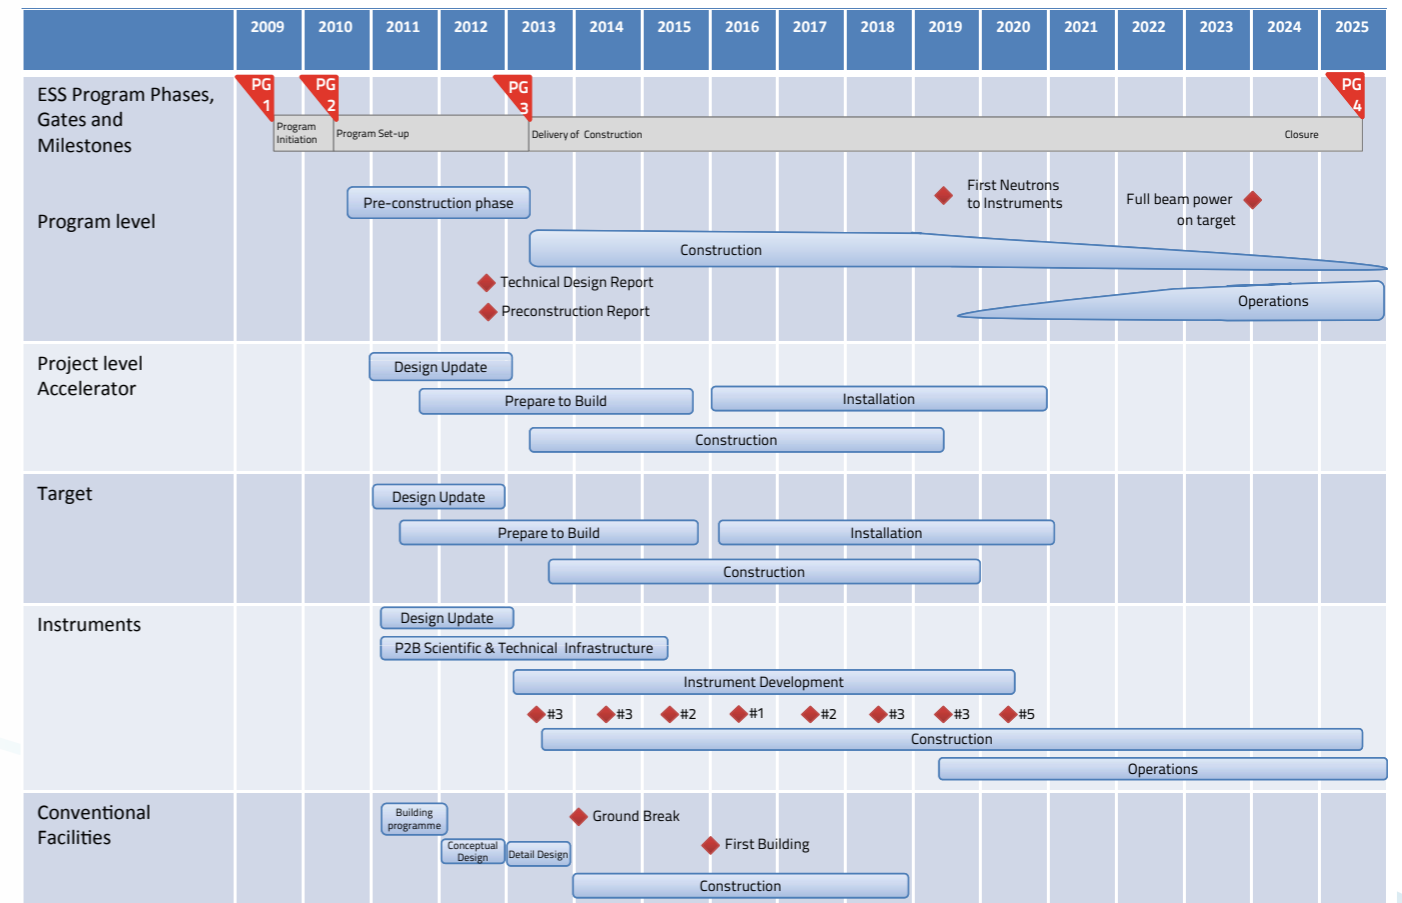 2009 2010 2011 2012 2013 2014 2015 2016 2017 2018 2019 2020 2021 2022 2023 2024 2025
ESS Program Phases,
Gates and
Milestones
PG
1
PG
2
PG
3
PG
4
Program
Initiation
Program Set-up
Delivery of Construction
Closure
Program level
Pre-construction phase
First Neutrons
to Instruments
Full beam power
on target
Construction
Technical Design Report
Preconstruction Report
Operations
Project level
Accelerator
Design Update
Prepare to Build
Installation
Construction
Target
Design Update
Prepare to Build
Installation
Construction
Instruments
Design Update
P2B Scientific & Technical Infrastructure
Instrument Development
#3 #3 #2 #1 #2 #3 #3 #5
Construction
Operations
Conventional
Facilities
Building
programme
Ground Break
Conceptual
Design
Detail Design
First Building
Construction